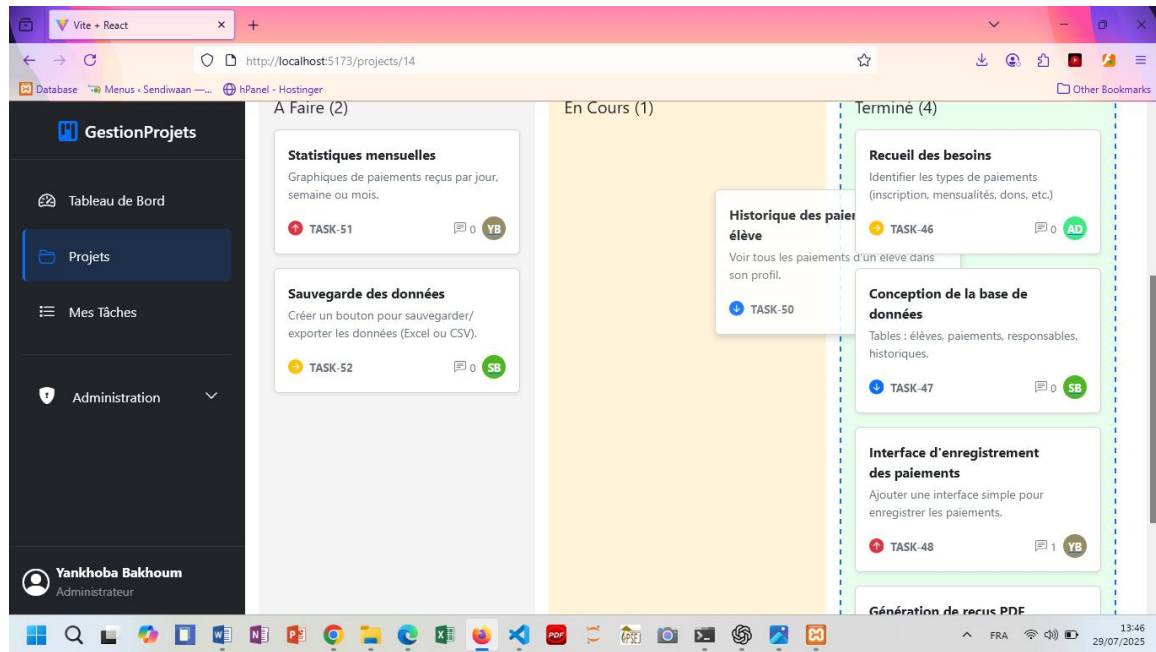 Vite + React
http://localhost:5173/projects/14
Database
Menus ‹ Sendiwaan —...
hPanel - Hostinger
Other Bookmarks
GestionProjets
Tableau de Bord
Projets
Mes Tâches
Administration
Yankhoba Bakhoum
Administrateur
A Faire (2)
Statistiques mensuelles
Graphiques de paiements reçus par jour,
semaine ou mois.
TASK-51
0
YB
Sauvegarde des données
Créer un bouton pour sauvegarder/
exporter les données (Excel ou CSV).
TASK-52
0
SB
En Cours (1)
Historique des
élève
Voir tous les paiements d'un élève dans
son profil.
TASK-50
Terminé (4)
Recueil des besoins
Identifier les types de paiements
(inscription, mensualités, dons, etc.)
TASK-46
0
AD
Conception de la base de
données
Tables : élèves, paiements, responsables,
historiques.
TASK-47
0
SB
Interface d'enregistrement
des paiements
Ajouter une interface simple pour
enregistrer les paiements.
TASK-48
1
YB
Génération de reçus PDF
PDF
FRA
13:46
29/07/2025